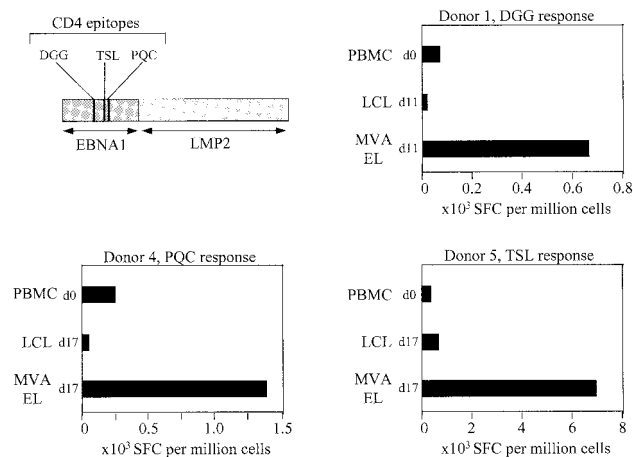 CD4 epitopes
DGG TSL PQC
EBNA1 LMP2
Donor 1, DGG response
PBMC d0
LCL d11
MVA EL d11
0 0.2 0.4 0.6 0.8
x10³ SFC per million cells
Donor 4, PQC response
PBMC d0
LCL d17
MVA EL d17
0 0.5 1.0 1.5
x10³ SFC per million cells
Donor 5, TSL response
PBMC d0
LCL d17
MVA EL d17
0 2 4 6 8
x10³ SFC per million cells